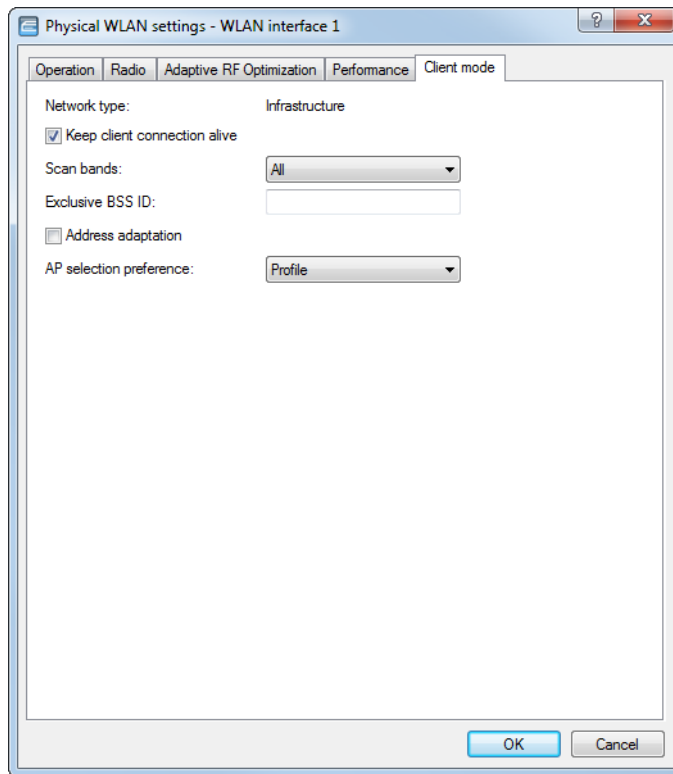 Physical WLAN settings - WLAN interface 1
? X
Operation Radio Adaptive RF Optimization Performance Client mode
Network type: Infrastructure
Keep client connection alive
Scan bands: All
Exclusive BSS ID:
Address adaptation
AP selection preference: Profile
OK Cancel